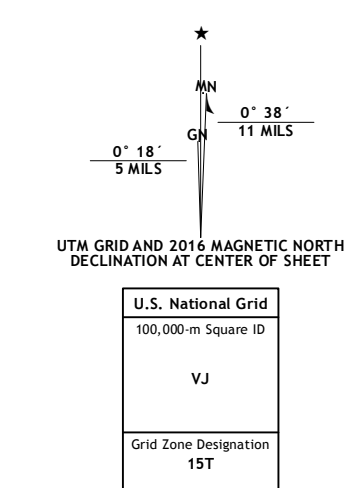 ★
MN
0° 38´
11 MILS
GN
0° 18´
5 MILS
UTM GRID AND 2016 MAGNETIC NORTH
DECLINATION AT CENTER OF SHEET
U.S. National Grid
100,000-m Square ID
VJ
Grid Zone Designation
15T